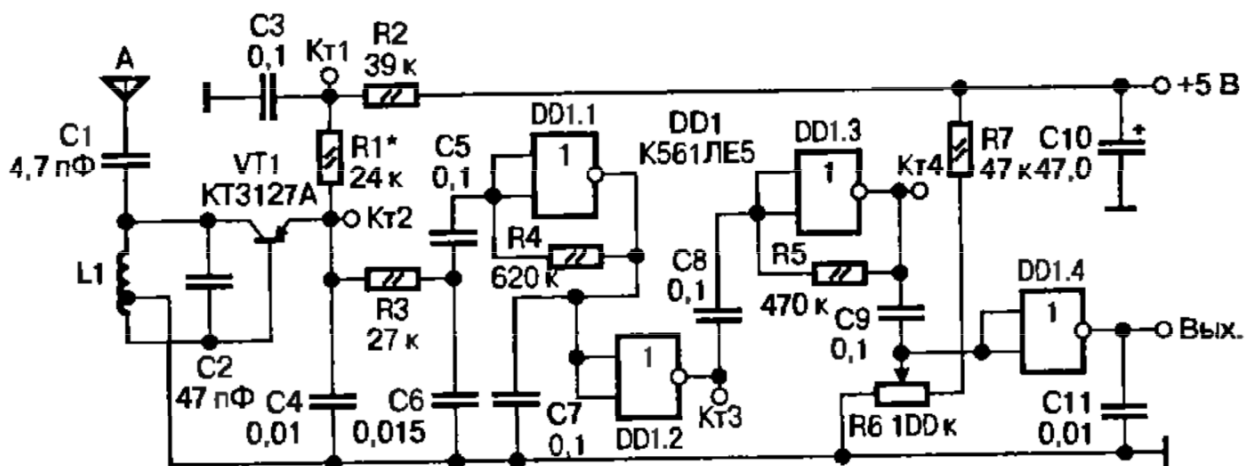 A
C1
4,7 пФ
C3
0,1
Кт1
R2
39 к
+5 В
VT1
КТ3127А
R1*
24 к
Кт2
C5
0,1
DD1.1
1
DD1
К561ЛЕ5
DD1.3
1
Кт4
R7
47 к
C10
+
47,0
L1
C2
47 пФ
R3
27 к
R4
620 к
C8
0,1
R5
470 к
C9
0,1
DD1.4
1
Вых.
C4
0,01
C6
0,015
C7
0,1
1
DD1.2
Кт3
R6 100 к
C11
0,01